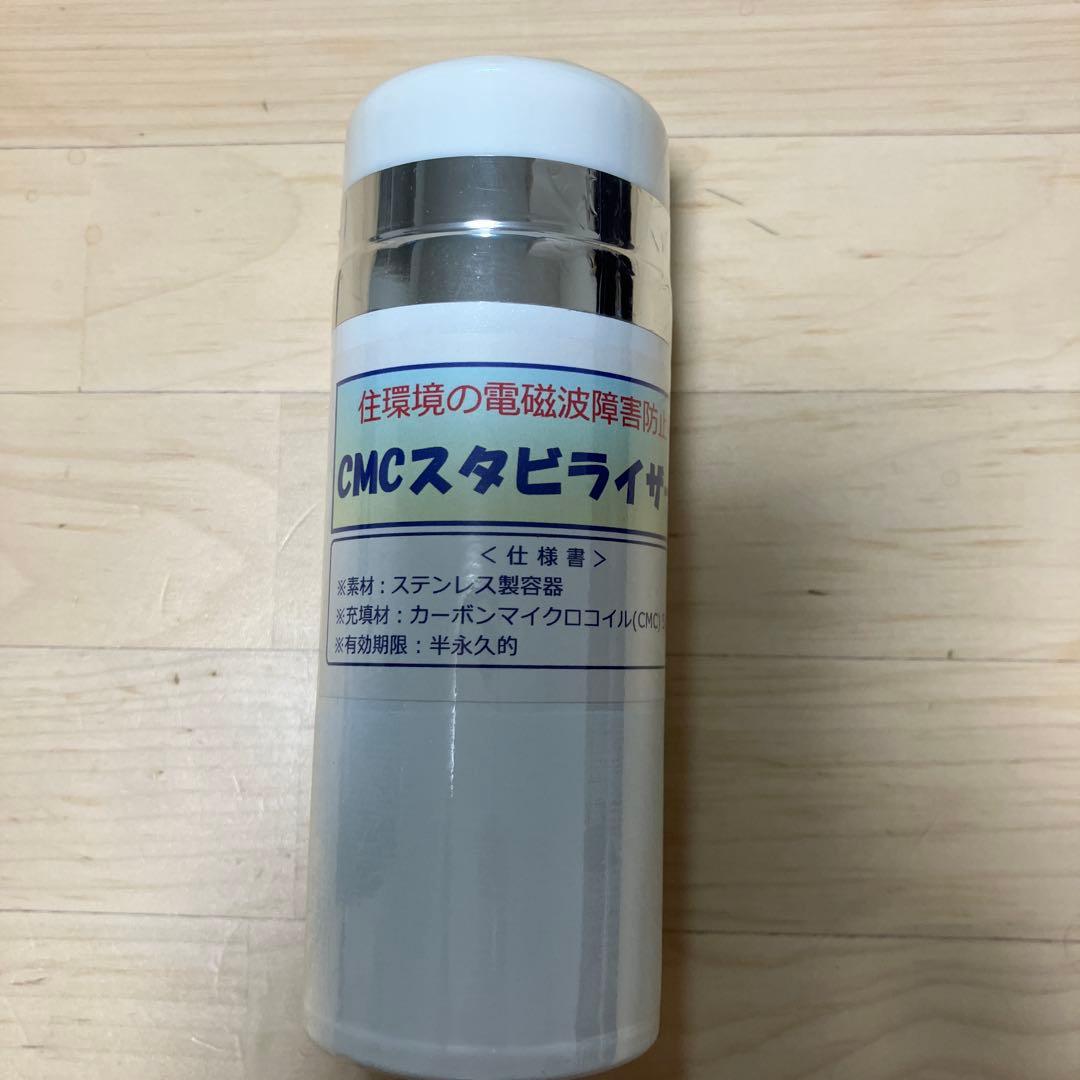 住環境の電磁波障害防止
CMCスタビライザー
＜仕様書＞
※素材：ステンレス製容器
※充填材：カーボンマイクロコイル(CMC)
※有効期限：半永久的